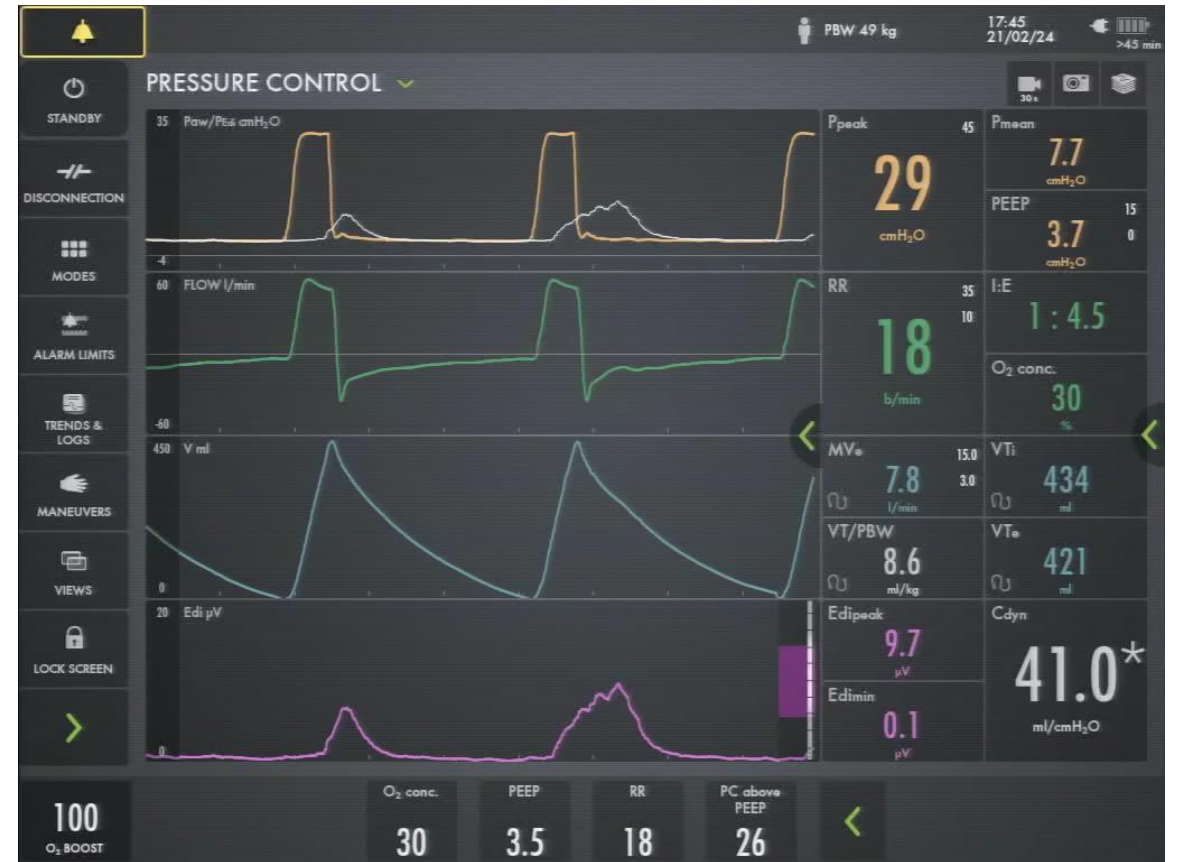 PBW 49 kg
17:45
21/02/24
>45 min
STANDBY
DISCONNECTION
MODES
ALARM LIMITS
TRENDS &
LOGS
MANEUVERS
VIEWS
LOCK SCREEN
100
O₂ BOOST
PRESSURE CONTROL
30 s
35 Paw/PEdi cmH₂O
-4
60 FLOW l/min
-60
450 V ml
0
20 Edi µV
0
Ppeak 45
29
cmH₂O
Pmean
7.7
cmH₂O
PEEP 15
3.7 0
cmH₂O
RR 35
10
18
b/min
I:E
1 : 4.5
O₂ conc.
30
%
MVe 15.0
7.8 3.0
l/min
VTi
434
ml
VT/PBW
8.6
ml/kg
VTe
421
ml
Edipeak
9.7
µV
Edimin
0.1
µV
Cdyn
41.0*
ml/cmH₂O
O₂ conc.
30
PEEP
3.5
RR
18
PC above
PEEP
26